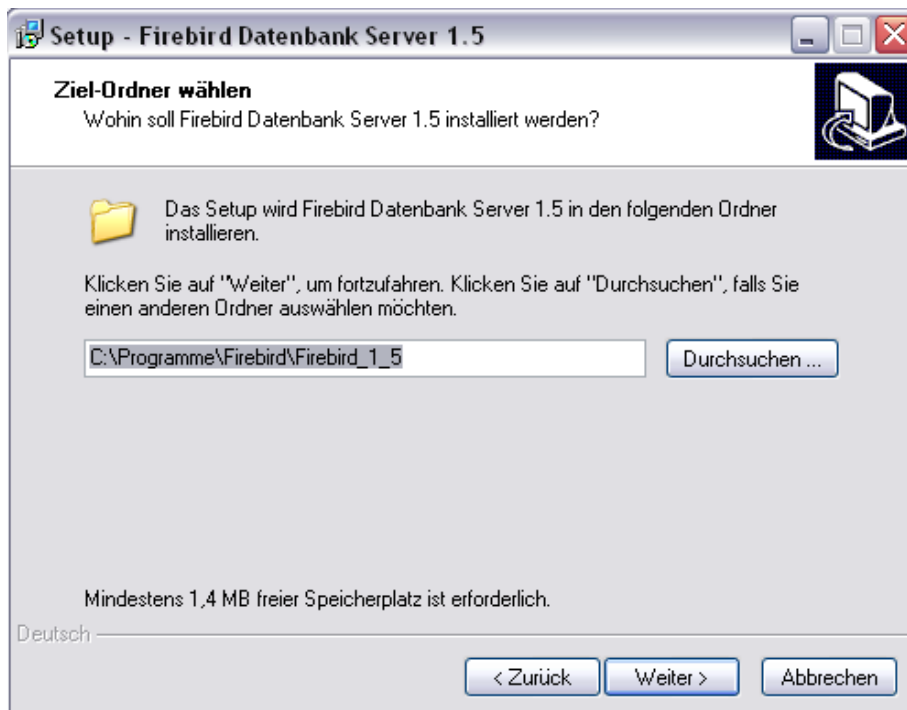 Setup - Firebird Datenbank Server 1.5
Ziel-Ordner wählen
Wohin soll Firebird Datenbank Server 1.5 installiert werden?
Das Setup wird Firebird Datenbank Server 1.5 in den folgenden Ordner
installieren.
Klicken Sie auf "Weiter", um fortzufahren. Klicken Sie auf "Durchsuchen", falls Sie
einen anderen Ordner auswählen möchten.
C:\Programme\Firebird\Firebird_1_5
Durchsuchen ...
Mindestens 1,4 MB freier Speicherplatz ist erforderlich.
Deutsch
< Zurück
Weiter >
Abbrechen